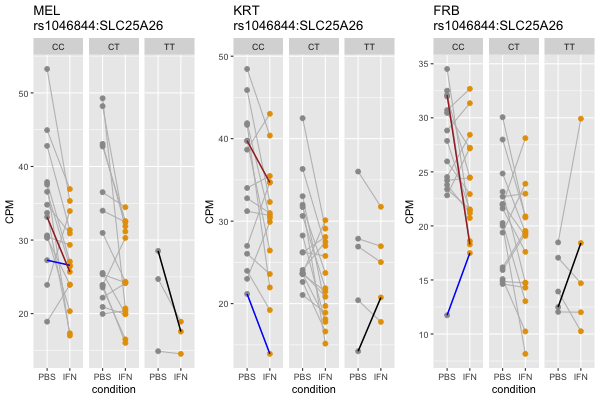 MEL
rs1046844:SLC25A26
CC CT TT
CPM
50
40
30
20
PBS IFN PBS IFN PBS IFN
condition
KRT
rs1046844:SLC25A26
CC CT TT
CPM
50
40
30
20
PBS IFN PBS IFN PBS IFN
condition
FRB
rs1046844:SLC25A26
CC CT TT
CPM
35
30
25
20
15
10
PBS IFN PBS IFN PBS IFN
condition